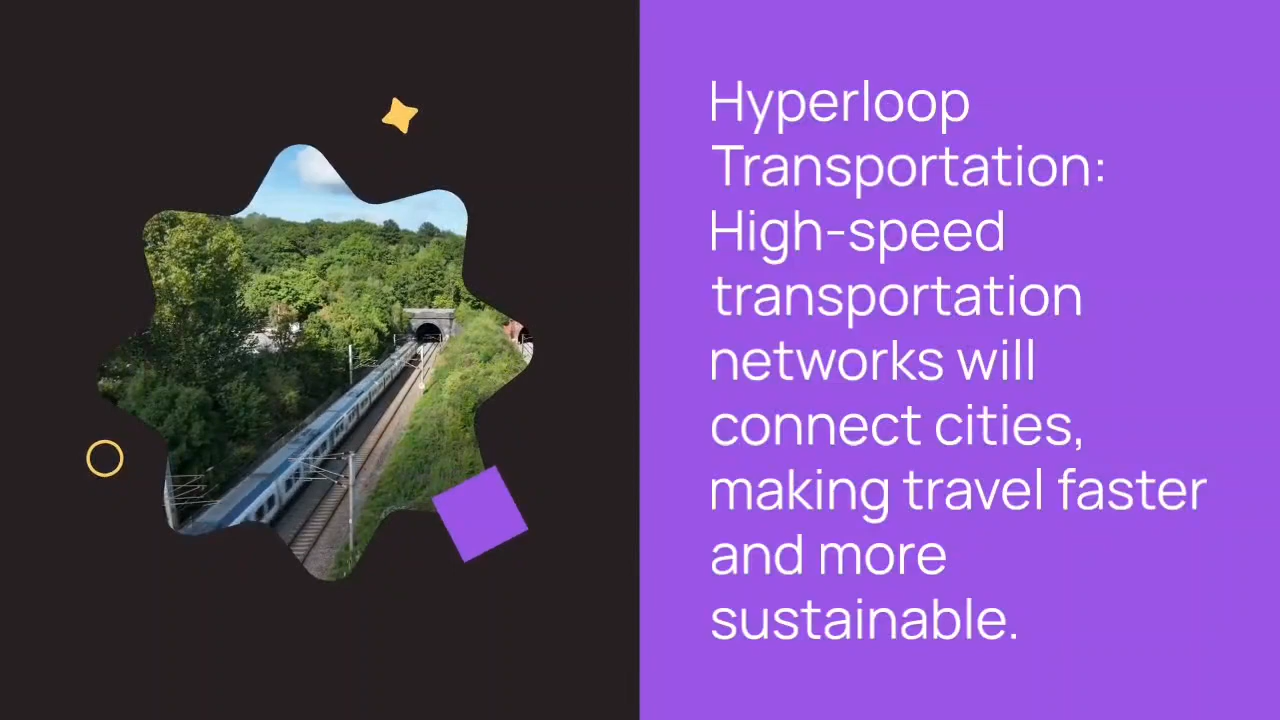 Hyperloop
Transportation:
High-speed
transportation
networks will
connect cities,
making travel faster
and more
sustainable.